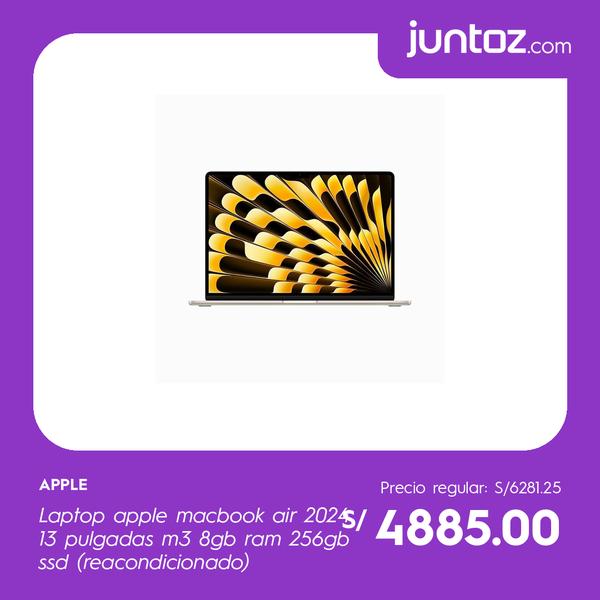 juntoz.com
APPLE
Laptop apple macbook air 2024
13 pulgadas m3 8gb ram 256gb
ssd (reacondicionado)
Precio regular: S/6281.25
S/ 4885.00